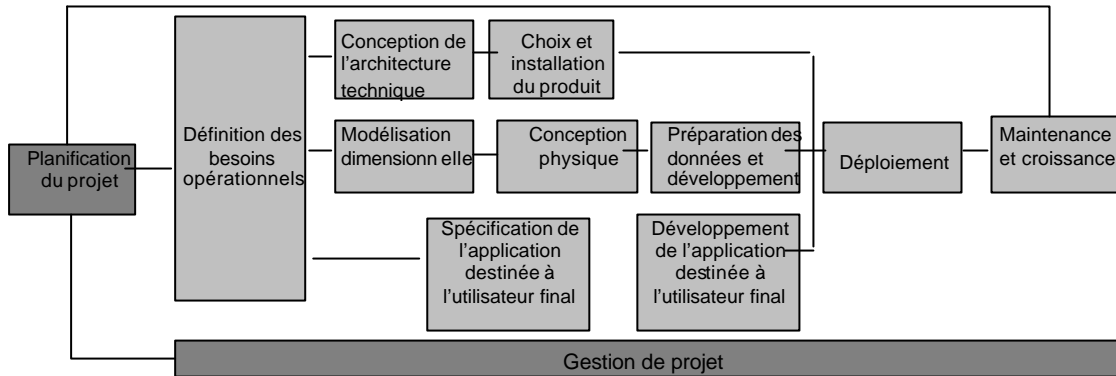 Planification
du projet
Définition des
besoins
opérationnels
Conception de
l'architecture
technique
Choix et
installation
du produit
Modélisation
dimensionn elle
Conception
physique
Préparation des
données et
développement
Déploiement
Maintenance
et croissance
Spécification de
l'application
destinée à
l'utilisateur final
Développement
de l'application
destinée à
l'utilisateur final
Gestion de projet